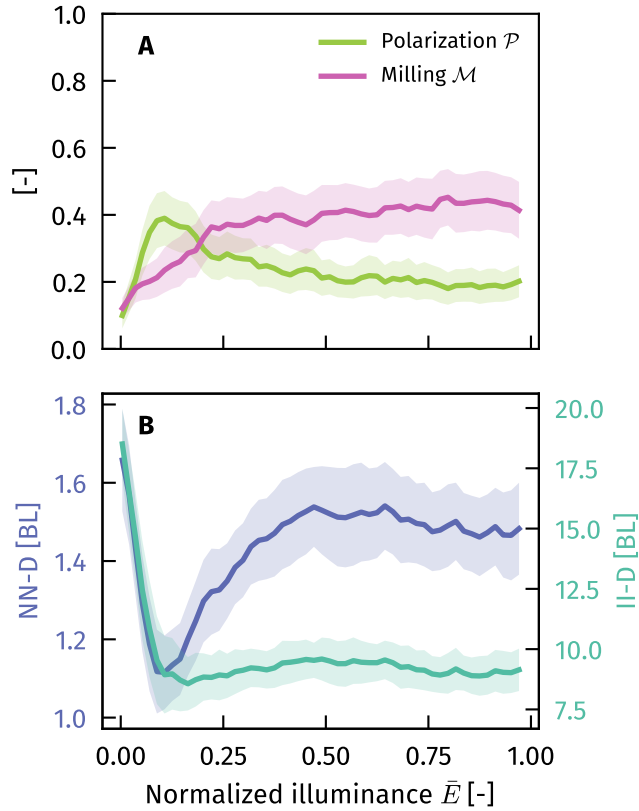 A
Polarization 𝒫
Milling ℳ
[-]
1.0
0.8
0.6
0.4
0.2
0.0
B
NN-D [BL]
1.8
1.6
1.4
1.2
1.0
II-D [BL]
20.0
17.5
15.0
12.5
10.0
7.5
0.00 0.25 0.50 0.75 1.00
Normalized illuminance Ē [-]